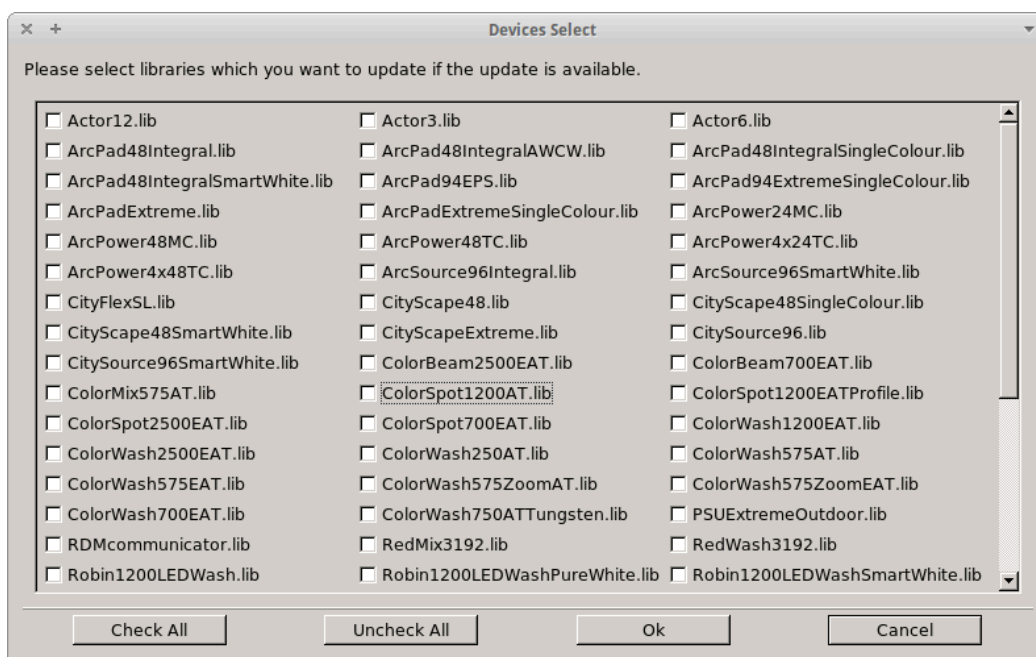 Devices Select
Please select libraries which you want to update if the update is available.
Actor12.lib Actor3.lib Actor6.lib
ArcPad48Integral.lib ArcPad48IntegralAWCW.lib ArcPad48IntegralSingleColour.lib
ArcPad48IntegralSmartWhite.lib ArcPad94EPS.lib ArcPad94ExtremeSingleColour.lib
ArcPadExtreme.lib ArcPadExtremeSingleColour.lib ArcPower24MC.lib
ArcPower48MC.lib ArcPower48TC.lib ArcPower4x24TC.lib
ArcPower4x48TC.lib ArcSource96Integral.lib ArcSource96SmartWhite.lib
CityFlexSL.lib CityScape48.lib CityScape48SingleColour.lib
CityScape48SmartWhite.lib CityScapeExtreme.lib CitySource96.lib
CitySource96SmartWhite.lib ColorBeam2500EAT.lib ColorBeam700EAT.lib
ColorMix575AT.lib ColorSpot1200AT.lib ColorSpot1200EATProfile.lib
ColorSpot2500EAT.lib ColorSpot700EAT.lib ColorWash1200EAT.lib
ColorWash2500EAT.lib ColorWash250AT.lib ColorWash575AT.lib
ColorWash575EAT.lib ColorWash575ZoomAT.lib ColorWash575ZoomEAT.lib
ColorWash700EAT.lib ColorWash750ATTungsten.lib PSUExtremeOutdoor.lib
RDMcommunicator.lib RedMix3192.lib RedWash3192.lib
Robin1200LEDWash.lib Robin1200LEDWashPureWhite.lib Robin1200LEDWashSmartWhite.lib
Check All Uncheck All Ok Cancel